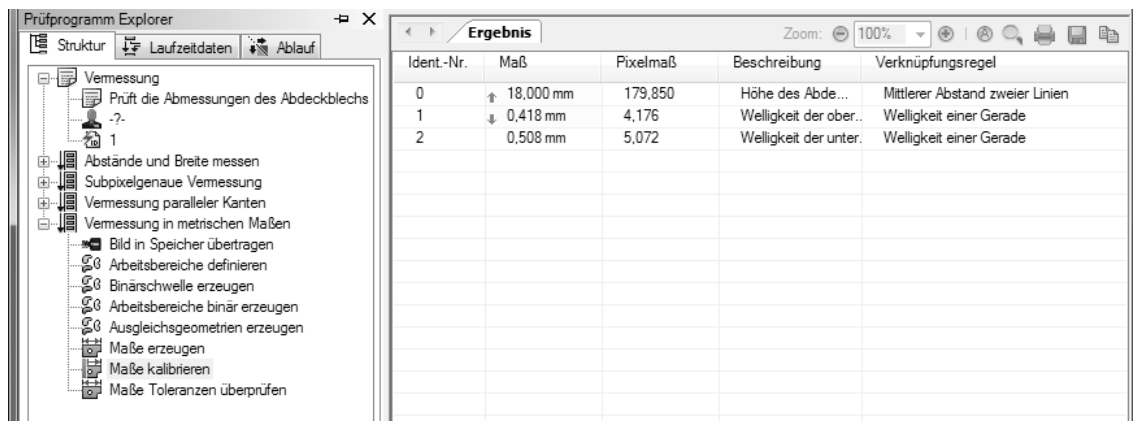 Prüfprogramm Explorer
Struktur Laufzeitdaten Ablauf
Vermessung
Prüft die Abmessungen des Abdeckblechs
-?-
1
Abstände und Breite messen
Subpixelgenaue Vermessung
Vermessung paralleler Kanten
Vermessung in metrischen Maßen
Bild in Speicher übertragen
Arbeitsbereiche definieren
Binärschwelle erzeugen
Arbeitsbereiche binär erzeugen
Ausgleichsgeometrien erzeugen
Maße erzeugen
Maße kalibrieren
Maße Toleranzen überprüfen
Ergebnis Zoom: 100%
Ident.-Nr. Maß Pixelmaß Beschreibung Verknüpfungsregel
0 18,000 mm 179,850 Höhe des Abde... Mittlerer Abstand zweier Linien
1 0,418 mm 4,176 Welligkeit der ober.. Welligkeit einer Gerade
2 0,508 mm 5,072 Welligkeit der unter. Welligkeit einer Gerade